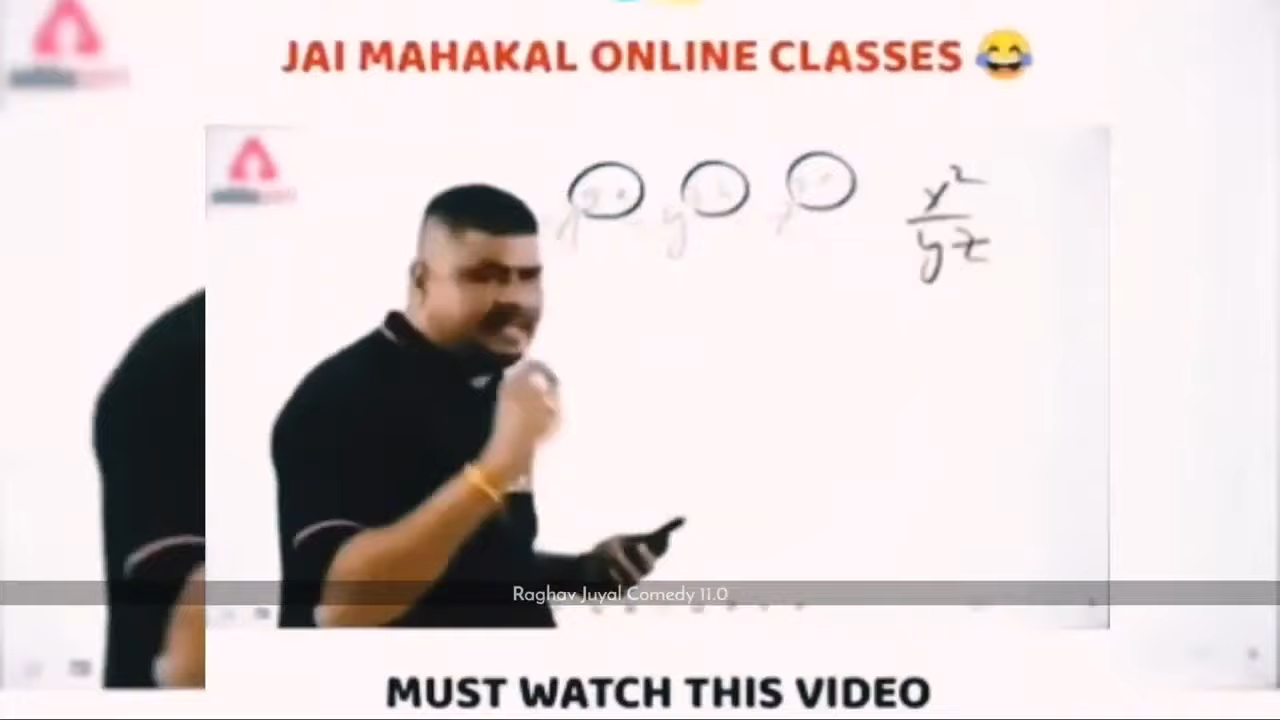 JAI MAHAKAL ONLINE CLASSES 😂
x²
yz
Raghav Juyal Comedy 11.0
MUST WATCH THIS VIDEO